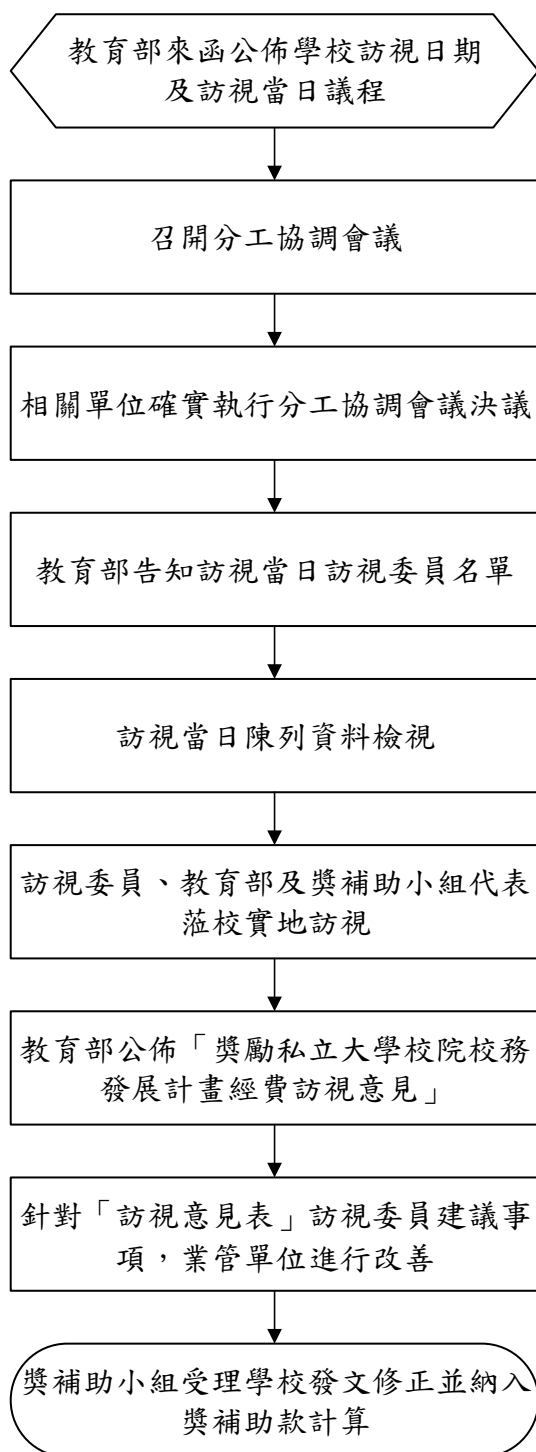 教育部來函公佈學校訪視日期
及訪視當日議程
召開分工協調會議
相關單位確實執行分工協調會議決議
教育部告知訪視當日訪視委員名單
訪視當日陳列資料檢視
訪視委員、教育部及獎補助小組代表
蒞校實地訪視
教育部公佈「獎勵私立大學校院校務
發展計畫經費訪視意見」
針對「訪視意見表」訪視委員建議事
項，業管單位進行改善
獎補助小組受理學校發文修正並納入
獎補助款計算